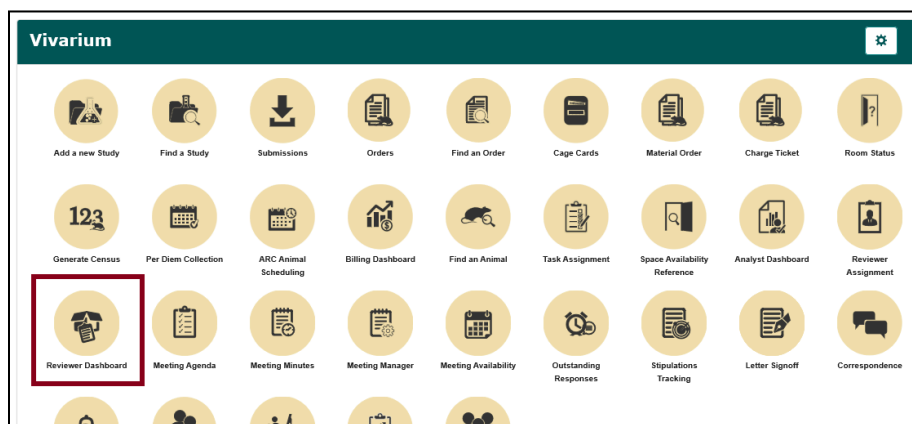 Vivarium
Add a new Study
Find a Study
Submissions
Orders
Find an Order
Cage Cards
Material Order
Charge Ticket
Room Status
?
123
Generate Census
Per Diem Collection
ARC Animal
Scheduling
$
Billing Dashboard
Find an Animal
Task Assignment
Space Availability
Reference
Analyst Dashboard
Reviewer
Assignment
Reviewer Dashboard
Meeting Agenda
Meeting Minutes
Meeting Manager
Meeting Availability
Outstanding
Responses
Stipulations
Tracking
Letter Signoff
Correspondence